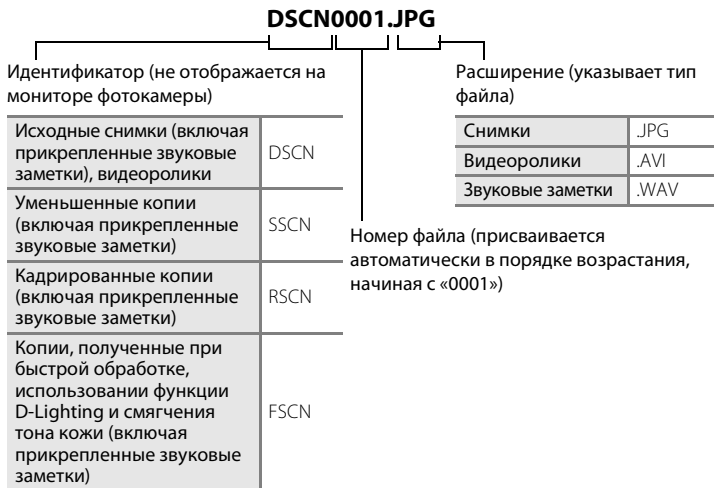 DSCN0001.JPG
Идентификатор (не отображается на
мониторе фотокамеры)
Исходные снимки (включая
прикрепленные звуковые
заметки), видеоролики
DSCN
Уменьшенные копии
(включая прикрепленные
звуковые заметки)
SSCN
Кадрированные копии
(включая прикрепленные
звуковые заметки)
RSCN
Копии, полученные при
быстрой обработке,
использовании функции
D-Lighting и смягчения
тона кожи (включая
прикрепленные звуковые
заметки)
FSCN
Расширение (указывает тип
файла)
Снимки .JPG
Видеоролики .AVI
Звуковые заметки .WAV
Номер файла (присваивается
автоматически в порядке возрастания,
начиная с «0001»)